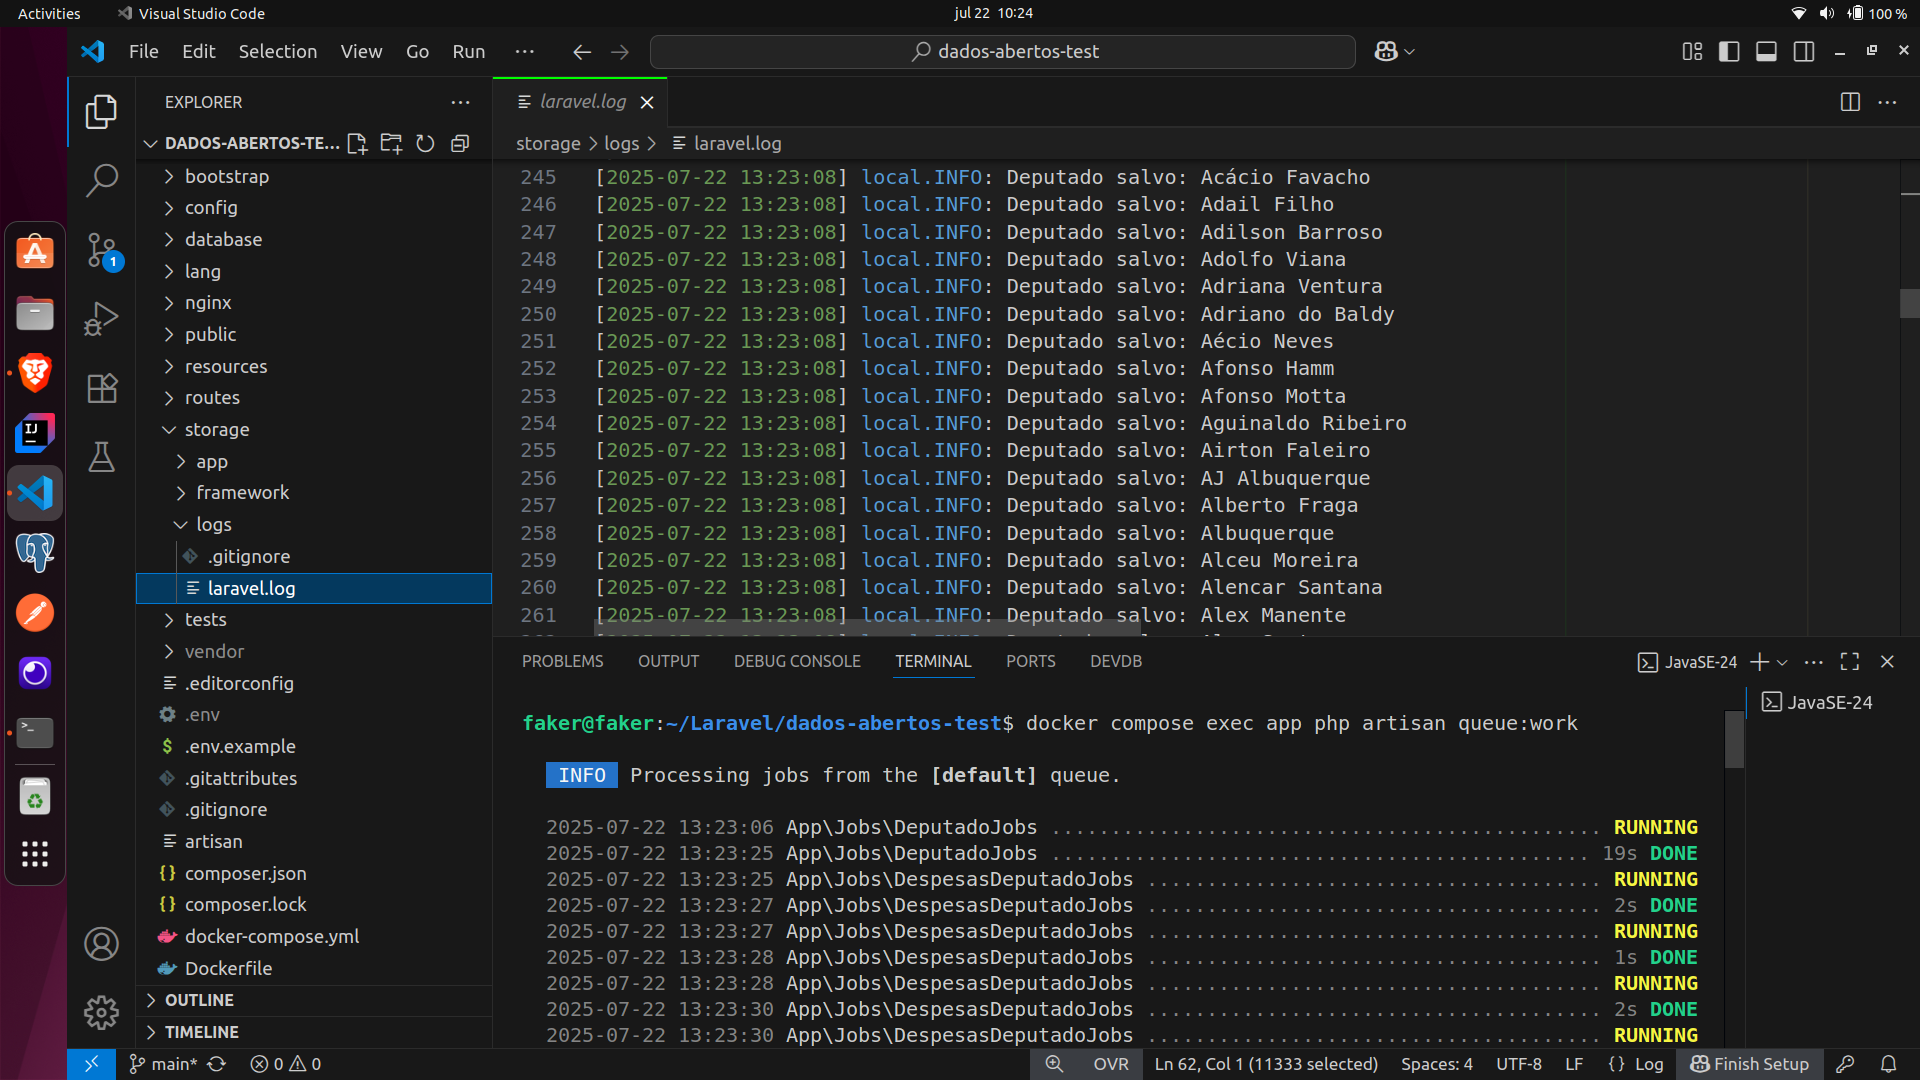 Activities Visual Studio Code jul 22 10:24 100 %
File Edit Selection View Go Run ··· dados-abertos-test
EXPLORER
DADOS-ABERTOS-TE...
bootstrap
config
database
lang
nginx
public
resources
routes
storage
app
framework
logs
.gitignore
laravel.log
tests
vendor
.editorconfig
.env
.env.example
.gitattributes
.gitignore
artisan
composer.json
composer.lock
docker-compose.yml
Dockerfile
OUTLINE
TIMELINE
1
laravel.log
storage > logs > laravel.log
245 [2025-07-22 13:23:08] local.INFO: Deputado salvo: Acácio Favacho
246 [2025-07-22 13:23:08] local.INFO: Deputado salvo: Adail Filho
247 [2025-07-22 13:23:08] local.INFO: Deputado salvo: Adilson Barroso
248 [2025-07-22 13:23:08] local.INFO: Deputado salvo: Adolfo Viana
249 [2025-07-22 13:23:08] local.INFO: Deputado salvo: Adriana Ventura
250 [2025-07-22 13:23:08] local.INFO: Deputado salvo: Adriano do Baldy
251 [2025-07-22 13:23:08] local.INFO: Deputado salvo: Aécio Neves
252 [2025-07-22 13:23:08] local.INFO: Deputado salvo: Afonso Hamm
253 [2025-07-22 13:23:08] local.INFO: Deputado salvo: Afonso Motta
254 [2025-07-22 13:23:08] local.INFO: Deputado salvo: Aguinaldo Ribeiro
255 [2025-07-22 13:23:08] local.INFO: Deputado salvo: Airton Faleiro
256 [2025-07-22 13:23:08] local.INFO: Deputado salvo: AJ Albuquerque
257 [2025-07-22 13:23:08] local.INFO: Deputado salvo: Alberto Fraga
258 [2025-07-22 13:23:08] local.INFO: Deputado salvo: Albuquerque
259 [2025-07-22 13:23:08] local.INFO: Deputado salvo: Alceu Moreira
260 [2025-07-22 13:23:08] local.INFO: Deputado salvo: Alencar Santana
261 [2025-07-22 13:23:08] local.INFO: Deputado salvo: Alex Manente
PROBLEMS OUTPUT DEBUG CONSOLE TERMINAL PORTS DEVDB JavaSE-24
JavaSE-24
faker@faker:~/Laravel/dados-abertos-test$ docker compose exec app php artisan queue:work
INFO Processing jobs from the [default] queue.
2025-07-22 13:23:06 App\Jobs\DeputadoJobs .............................................. RUNNING
2025-07-22 13:23:25 App\Jobs\DeputadoJobs ............................................. 19s DONE
2025-07-22 13:23:25 App\Jobs\DespesasDeputadoJobs ...................................... RUNNING
2025-07-22 13:23:27 App\Jobs\DespesasDeputadoJobs ...................................... 2s DONE
2025-07-22 13:23:27 App\Jobs\DespesasDeputadoJobs ...................................... RUNNING
2025-07-22 13:23:28 App\Jobs\DespesasDeputadoJobs ...................................... 1s DONE
2025-07-22 13:23:28 App\Jobs\DespesasDeputadoJobs ...................................... RUNNING
2025-07-22 13:23:30 App\Jobs\DespesasDeputadoJobs ...................................... 2s DONE
2025-07-22 13:23:30 App\Jobs\DespesasDeputadoJobs ...................................... RUNNING
main* 0 0 OVR Ln 62, Col 1 (11333 selected) Spaces: 4 UTF-8 LF {} Log Finish Setup